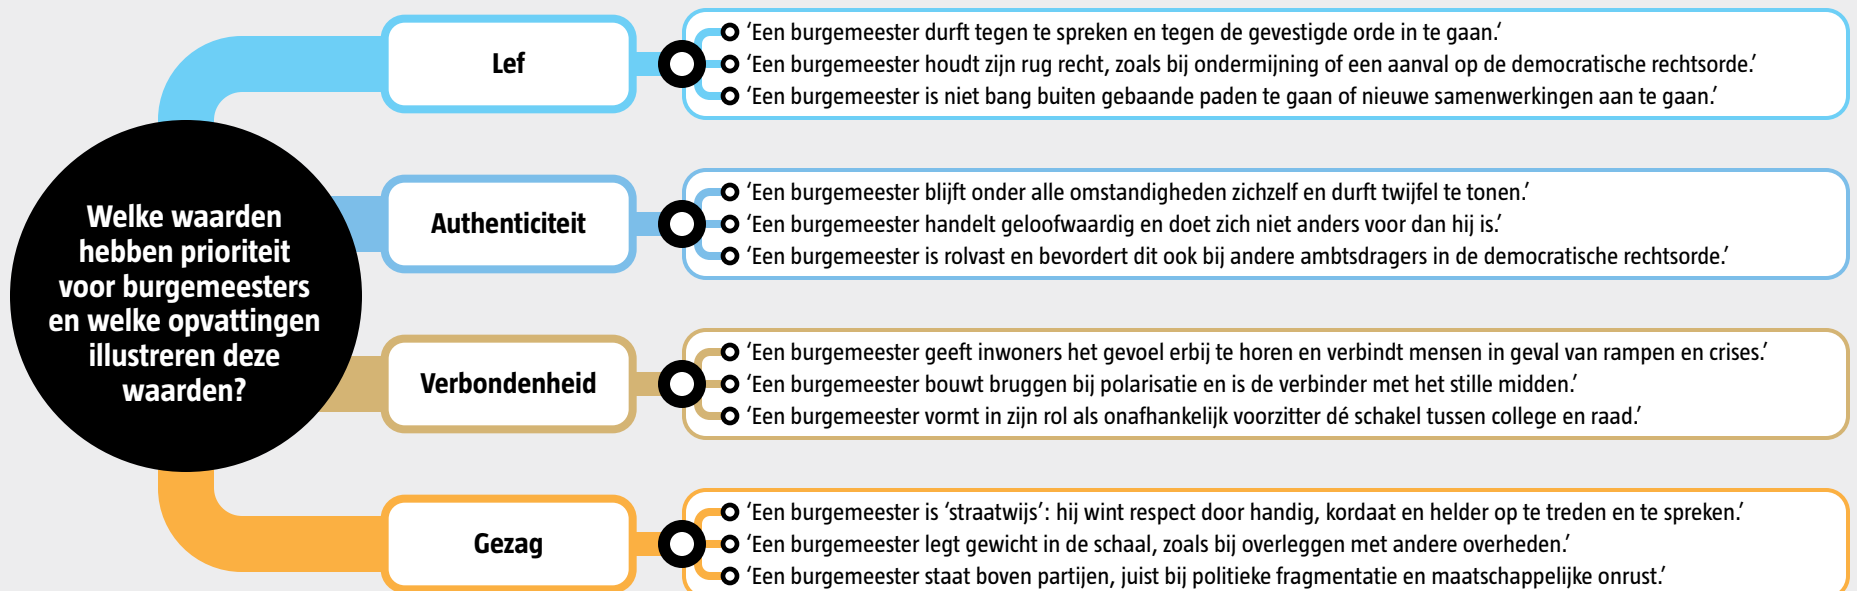 Welke waarden
hebben prioriteit
voor burgemeesters
en welke opvattingen
illustreren deze
waarden?
Lef
‘Een burgemeester durft tegen te spreken en tegen de gevestigde orde in te gaan.‘
‘Een burgemeester houdt zijn rug recht, zoals bij ondermijning of een aanval op de democratische rechtsorde.’
‘Een burgemeester is niet bang buiten gebaande paden te gaan of nieuwe samenwerkingen aan te gaan.’
Authenticiteit
‘Een burgemeester blijft onder alle omstandigheden zichzelf en durft twijfel te tonen.’
‘Een burgemeester handelt geloofwaardig en doet zich niet anders voor dan hij is.’
‘Een burgemeester is rolvast en bevordert dit ook bij andere ambtsdragers in de democratische rechtsorde.’
Verbondenheid
‘Een burgemeester geeft inwoners het gevoel erbij te horen en verbindt mensen in geval van rampen en crises.’
‘Een burgemeester bouwt bruggen bij polarisatie en is de verbinder met het stille midden.’
‘Een burgemeester vormt in zijn rol als onafhankelijk voorzitter dé schakel tussen college en raad.’
Gezag
‘Een burgemeester is ‘straatwijs’: hij wint respect door handig, kordaat en helder op te treden en te spreken.’
‘Een burgemeester legt gewicht in de schaal, zoals bij overleggen met andere overheden.’
‘Een burgemeester staat boven partijen, juist bij politieke fragmentatie en maatschappelijke onrust.’